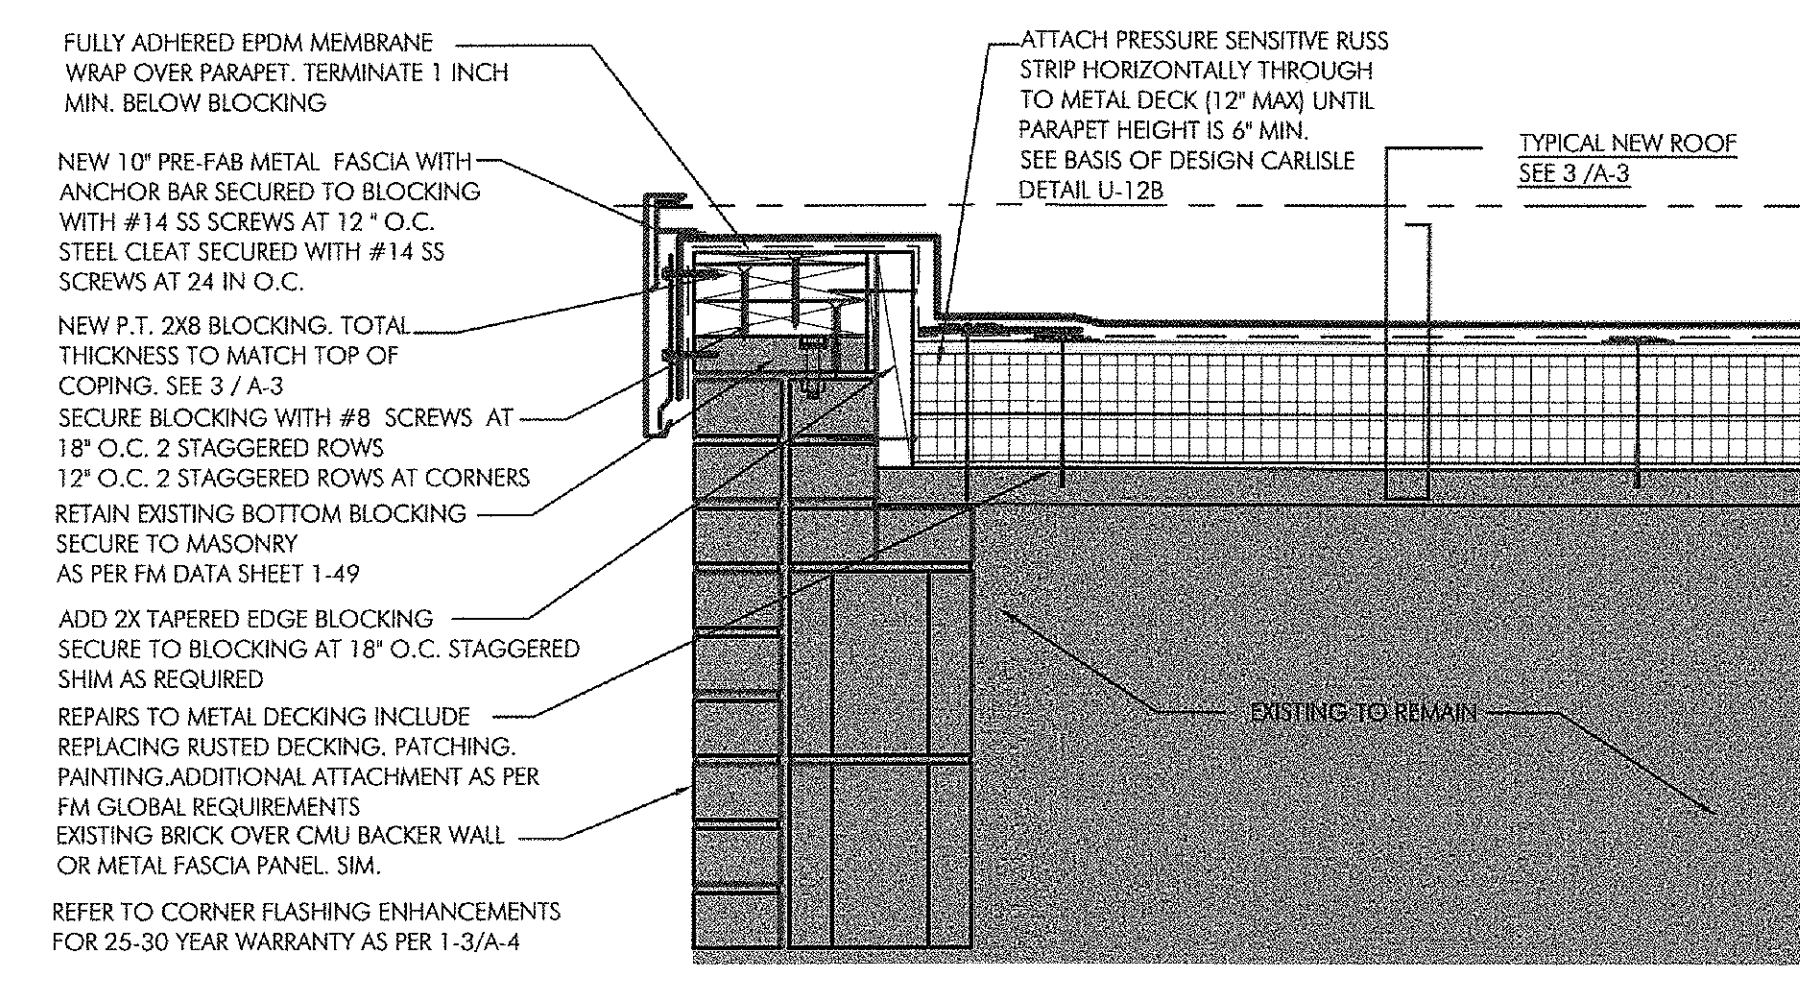 FULLY ADHERED EPDM MEMBRANE
WRAP OVER PARAPET. TERMINATE 1 INCH
MIN. BELOW BLOCKING
NEW 10" PRE-FAB METAL FASCIA WITH
ANCHOR BAR SECURED TO BLOCKING
WITH #14 SS SCREWS AT 12 " O.C.
STEEL CLEAT SECURED WITH #14 SS
SCREWS AT 24 IN O.C.
NEW P.T. 2X8 BLOCKING. TOTAL
THICKNESS TO MATCH TOP OF
COPING. SEE 3 / A-3
SECURE BLOCKING WITH #8 SCREWS AT
18" O.C. 2 STAGGERED ROWS
12" O.C. 2 STAGGERED ROWS AT CORNERS
RETAIN EXISTING BOTTOM BLOCKING
SECURE TO MASONRY
AS PER FM DATA SHEET 1-49
ADD 2X TAPERED EDGE BLOCKING
SECURE TO BLOCKING AT 18" O.C. STAGGERED
SHIM AS REQUIRED
REPAIRS TO METAL DECKING INCLUDE
REPLACING RUSTED DECKING. PATCHING.
PAINTING.ADDITIONAL ATTACHMENT AS PER
FM GLOBAL REQUIREMENTS
EXISTING BRICK OVER CMU BACKER WALL
OR METAL FASCIA PANEL. SIM.
REFER TO CORNER FLASHING ENHANCEMENTS
FOR 25-30 YEAR WARRANTY AS PER 1-3/A-4
ATTACH PRESSURE SENSITIVE RUSS
STRIP HORIZONTALLY THROUGH
TO METAL DECK (12" MAX) UNTIL
PARAPET HEIGHT IS 6" MIN.
SEE BASIS OF DESIGN CARLISLE
DETAIL U-12B
TYPICAL NEW ROOF
SEE 3 /A-3
EXISTING TO REMAIN